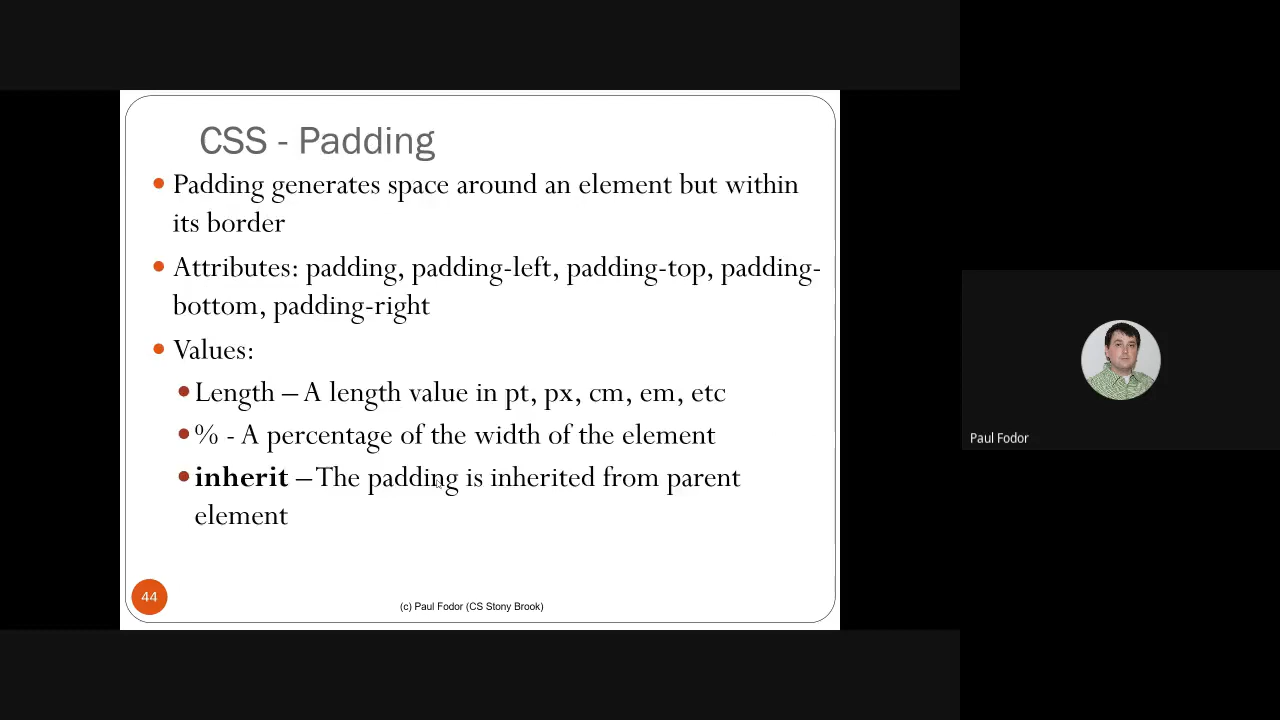 CSS - Padding
• Padding generates space around an element but within
its border
• Attributes: padding, padding-left, padding-top, padding-
bottom, padding-right
• Values:
• Length – A length value in pt, px, cm, em, etc
• % - A percentage of the width of the element
• inherit – The padding is inherited from parent
element
44
(c) Paul Fodor (CS Stony Brook)
Paul Fodor